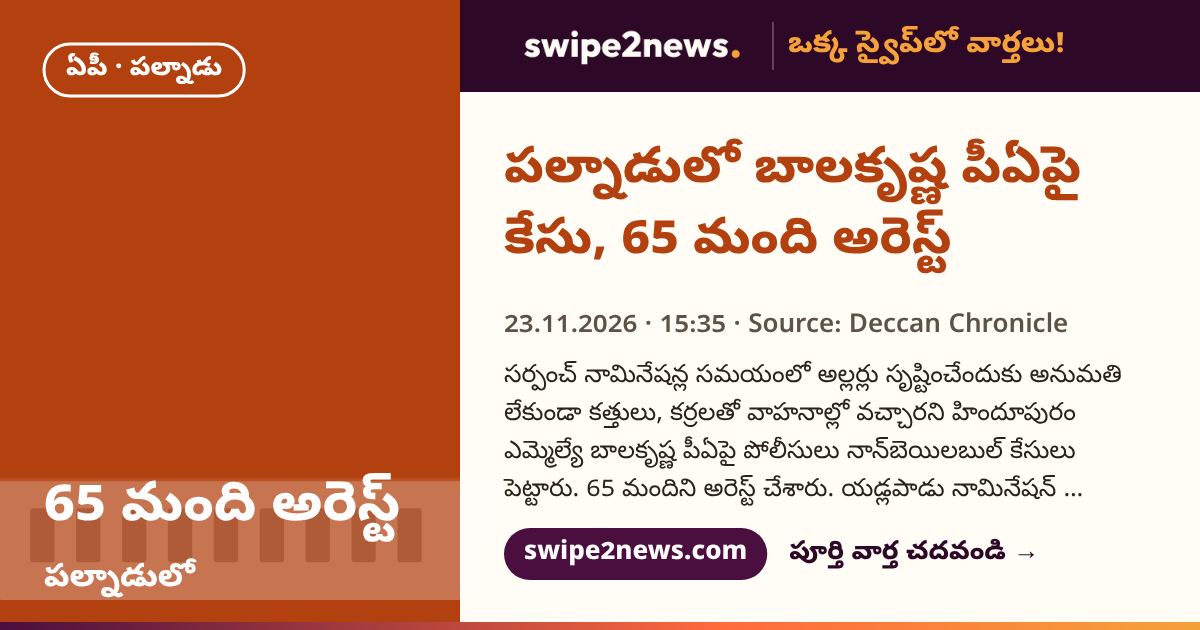 ఏపీ · పల్నాడు
65 మంది అరెస్ట్
పల్నాడులో
swipe2news. ఒక్క స్వైప్‌లో వార్తలు!
పల్నాడులో బాలకృష్ణ పీఏపై
కేసు, 65 మంది అరెస్ట్
23.11.2026 · 15:35 · Source: Deccan Chronicle
సర్పంచ్ నామినేషన్ల సమయంలో అల్లర్లు సృష్టించేందుకు అనుమతి
లేకుండా కత్తులు, కర్రలతో వాహనాల్లో వచ్చారని హిందూపురం
ఎమ్మెల్యే బాలకృష్ణ పీఏపై పోలీసులు నాన్‌బెయిలబుల్ కేసులు
పెట్టారు. 65 మందిని అరెస్ట్ చేశారు. యడ్లపాడు నామినేషన్ ...
swipe2news.com పూర్తి వార్త చదవండి →